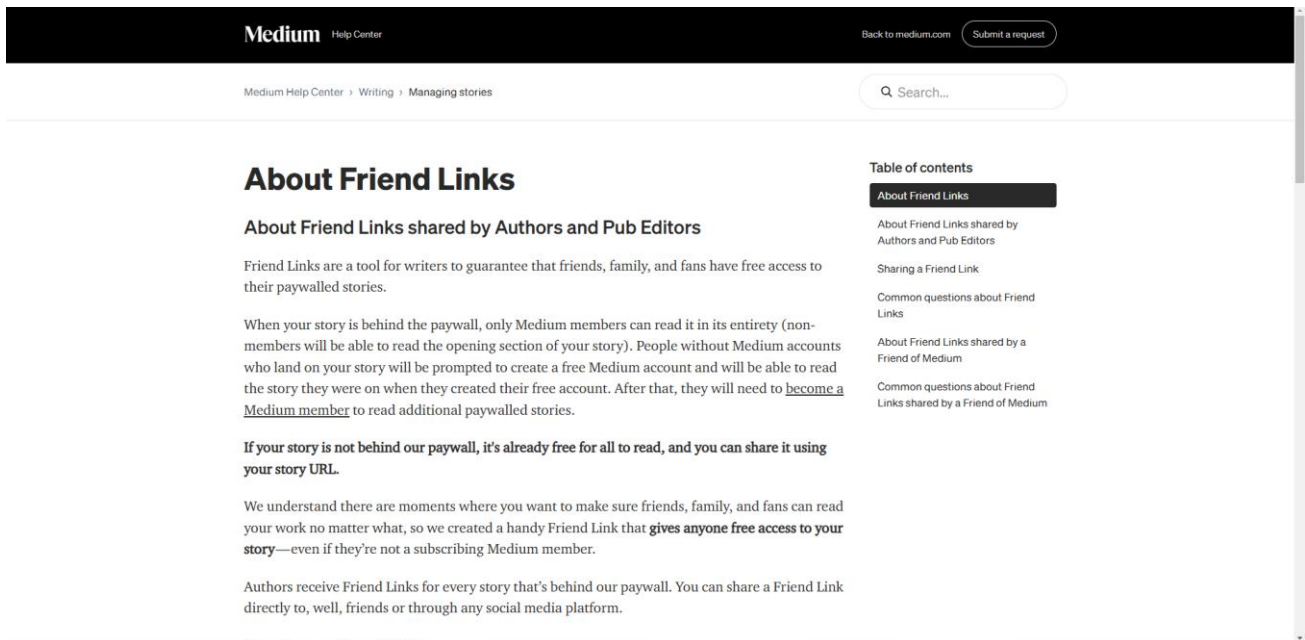 Medium Help Center
Back to medium.com
Submit a request
Medium Help Center › Writing › Managing stories
Search...
About Friend Links
About Friend Links shared by Authors and Pub Editors
Friend Links are a tool for writers to guarantee that friends, family, and fans have free access to
their paywalled stories.
When your story is behind the paywall, only Medium members can read it in its entirety (non-
members will be able to read the opening section of your story). People without Medium accounts
who land on your story will be prompted to create a free Medium account and will be able to read
the story they were on when they created their free account. After that, they will need to become a
Medium member to read additional paywalled stories.
If your story is not behind our paywall, it's already free for all to read, and you can share it using
your story URL.
We understand there are moments where you want to make sure friends, family, and fans can read
your work no matter what, so we created a handy Friend Link that gives anyone free access to your
story—even if they’re not a subscribing Medium member.
Authors receive Friend Links for every story that’s behind our paywall. You can share a Friend Link
directly to, well, friends or through any social media platform.
Table of contents
About Friend Links
About Friend Links shared by
Authors and Pub Editors
Sharing a Friend Link
Common questions about Friend
Links
About Friend Links shared by a
Friend of Medium
Common questions about Friend
Links shared by a Friend of Medium